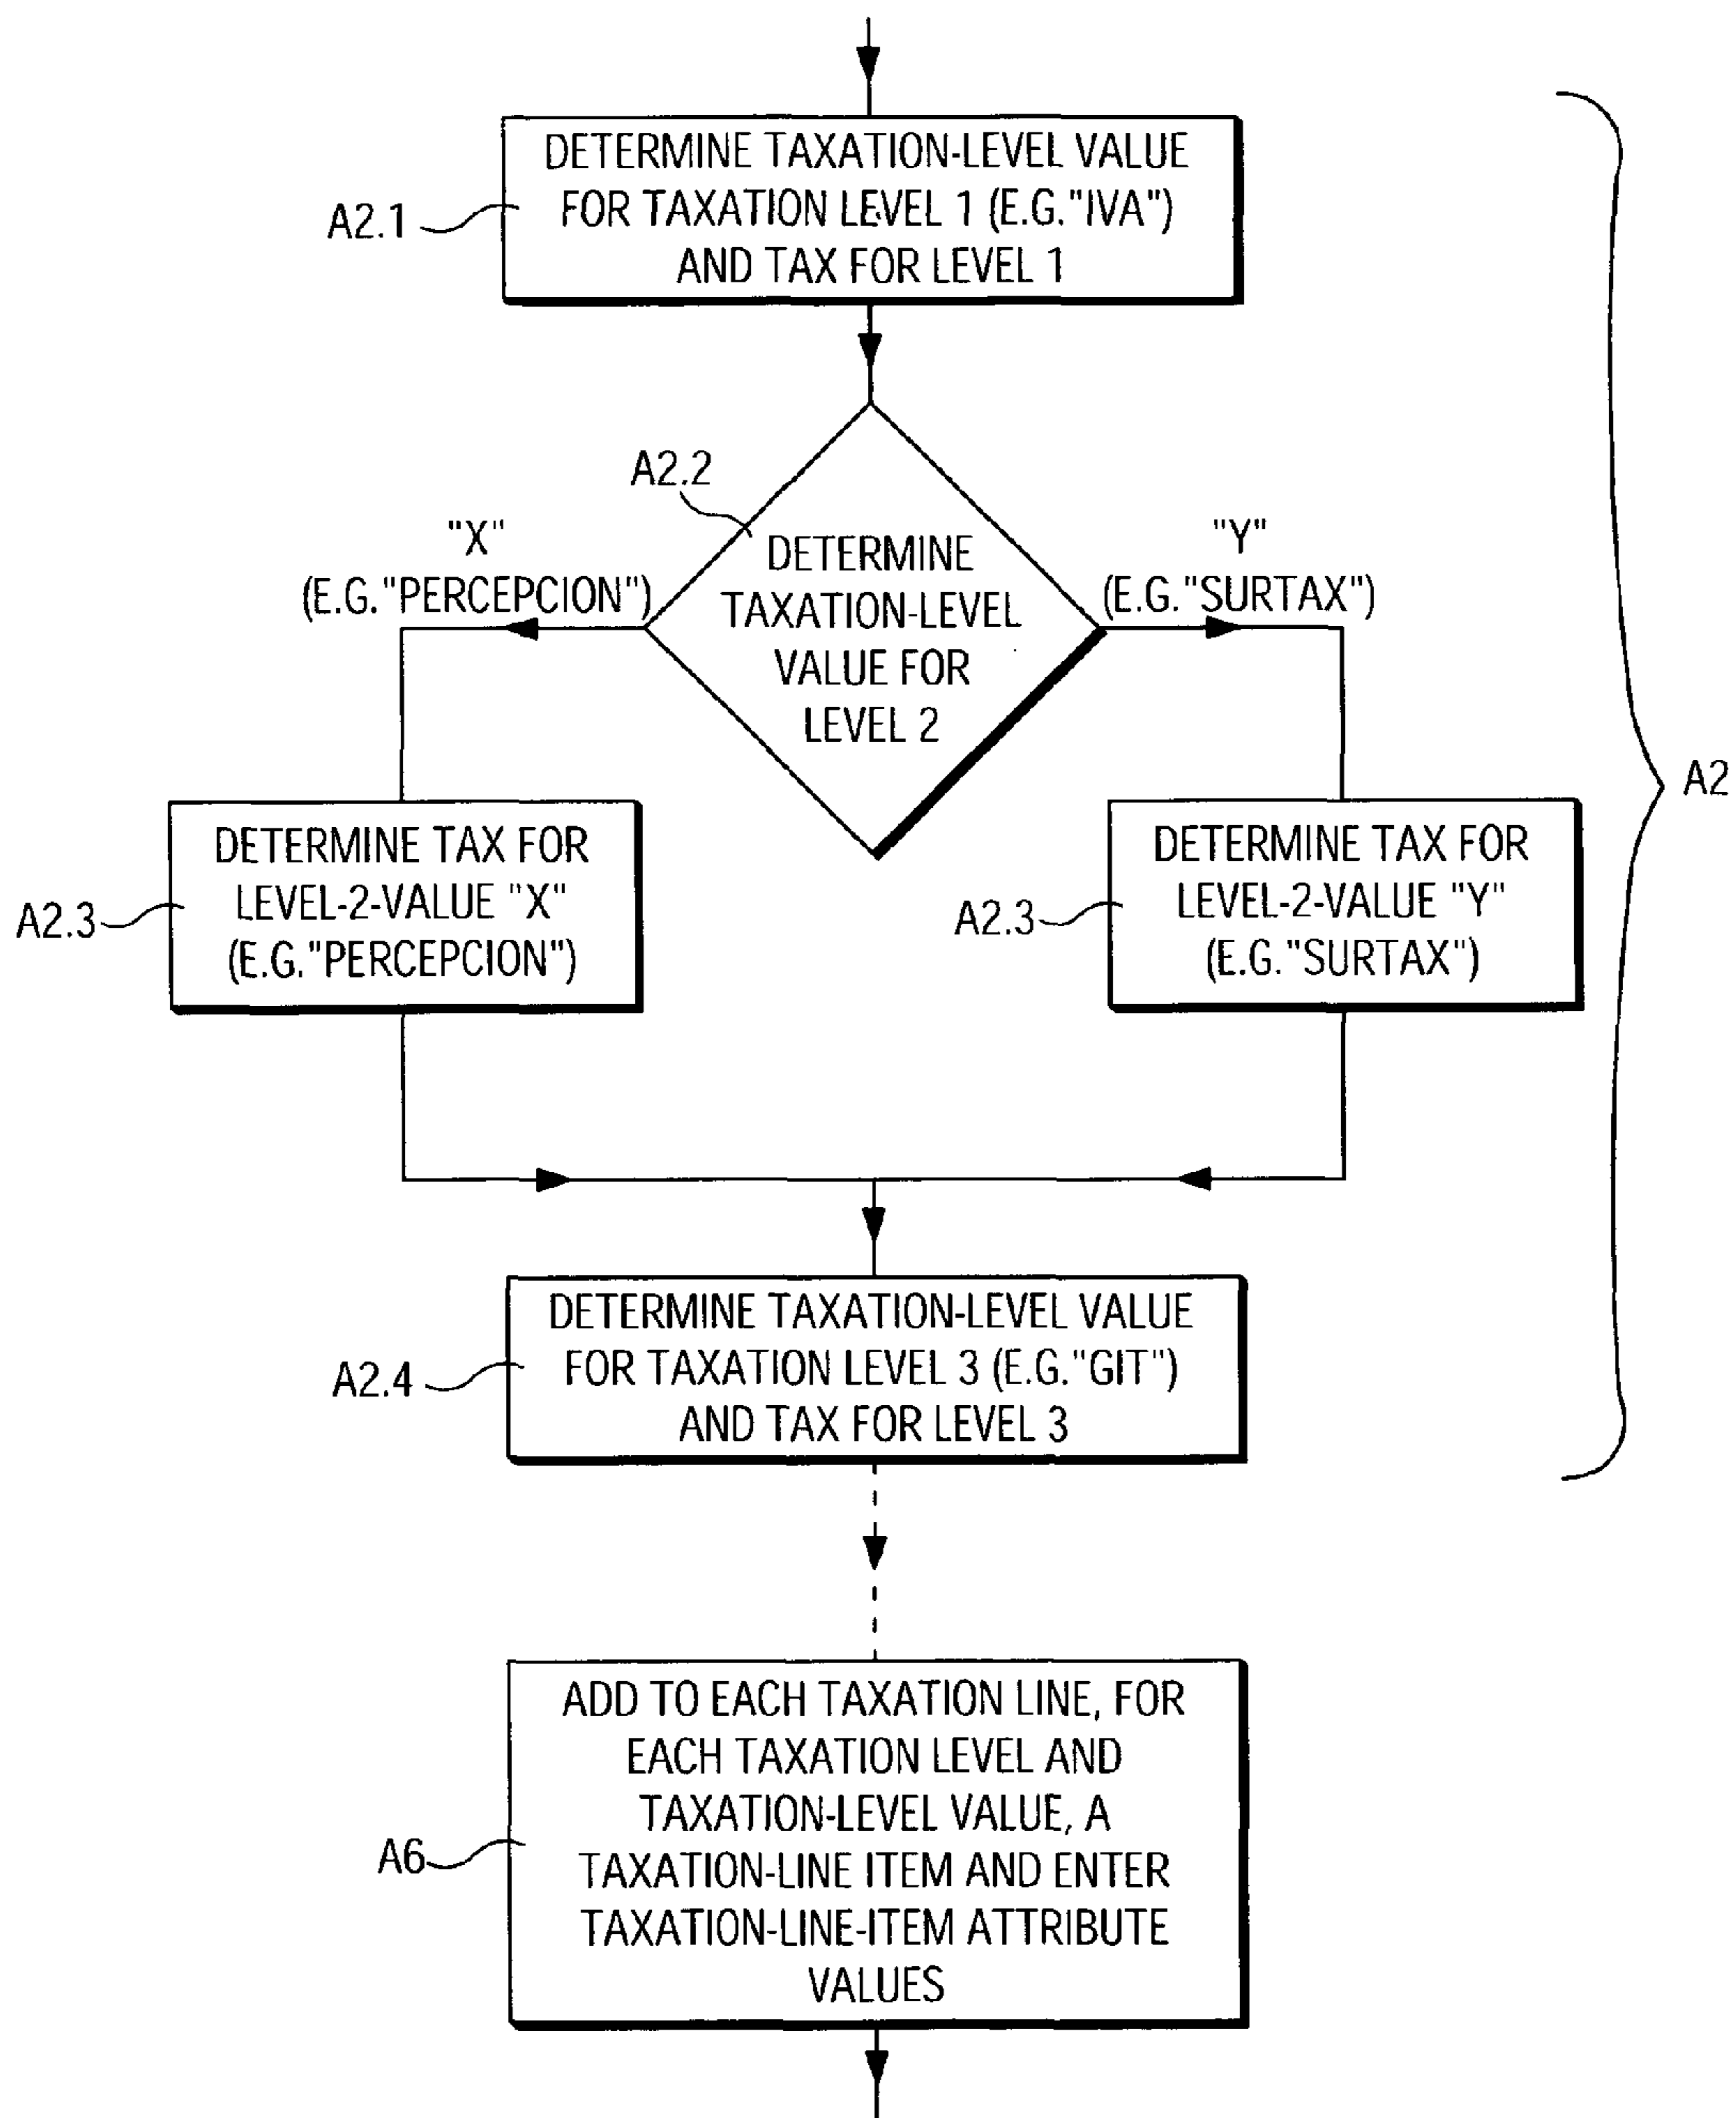 DETERMINE TAXATION-LEVEL VALUE
FOR TAXATION LEVEL 1 (E.G."IVA")
AND TAX FOR LEVEL 1
A2.1
A2.2
DETERMINE
TAXATION-LEVEL
VALUE FOR
LEVEL 2
"X"
(E.G."PERCEPCION")
"Y"
(E.G."SURTAX")
A2
DETERMINE TAX FOR
LEVEL-2-VALUE "X"
(E.G."PERCEPCION")
A2.3
DETERMINE TAX FOR
LEVEL-2-VALUE "Y"
(E.G."SURTAX")
A2.3
DETERMINE TAXATION-LEVEL VALUE
FOR TAXATION LEVEL 3 (E.G."GIT")
AND TAX FOR LEVEL 3
A2.4
ADD TO EACH TAXATION LINE, FOR
EACH TAXATION LEVEL AND
TAXATION-LEVEL VALUE, A
TAXATION-LINE ITEM AND ENTER
TAXATION-LINE-ITEM ATTRIBUTE
VALUES
A6